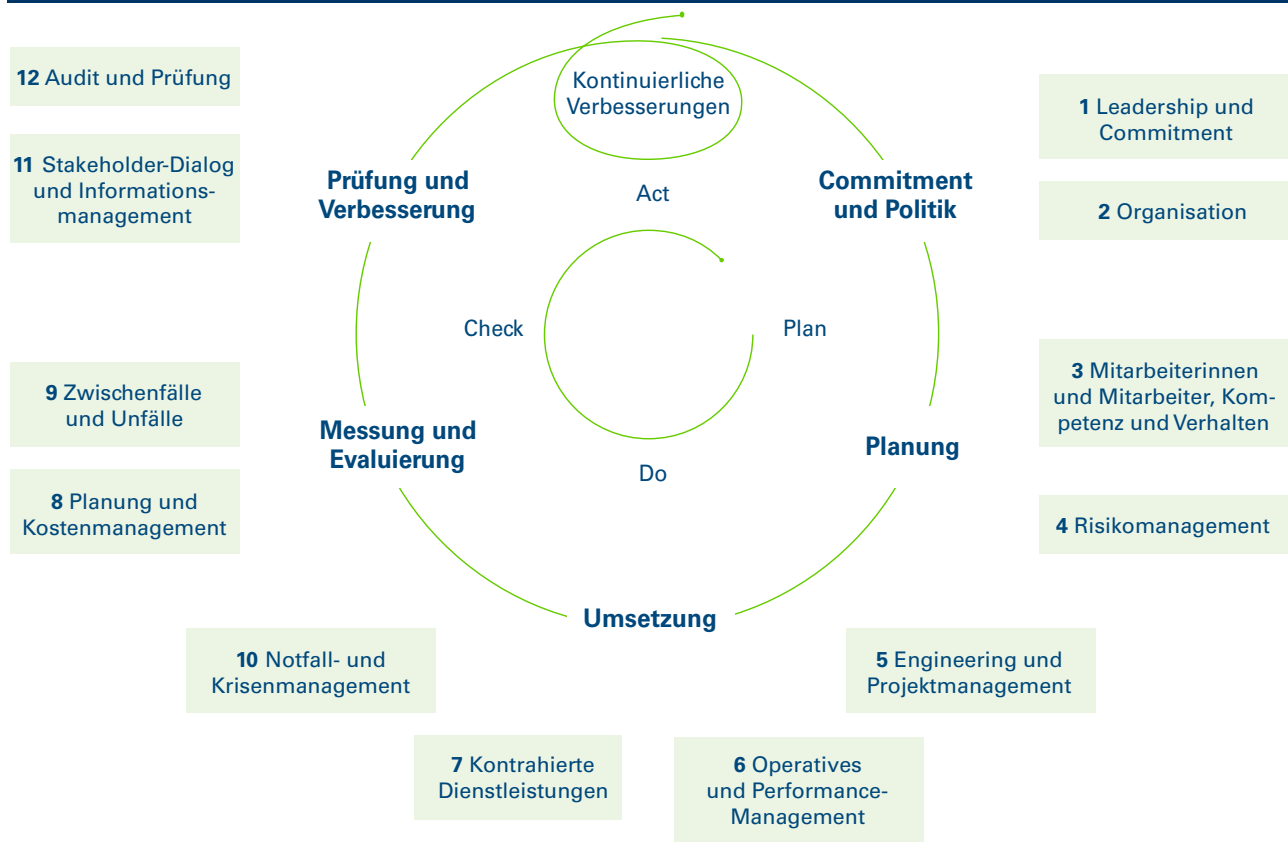 12 Audit und Prüfung
11 Stakeholder-Dialog
und Informations-
management
9 Zwischenfälle
und Unfälle
8 Planung und
Kostenmanagement
10 Notfall- und
Krisenmanagement
7 Kontrahierte
Dienstleistungen
6 Operatives
und Performance-
Management
5 Engineering und
Projektmanagement
4 Risikomanagement
3 Mitarbeiterinnen
und Mitarbeiter, Kom-
petenz und Verhalten
2 Organisation
1 Leadership und
Commitment
Kontinuierliche
Verbesserungen
Prüfung und
Verbesserung
Act
Commitment
und Politik
Check
Plan
Messung und
Evaluierung
Do
Planung
Umsetzung